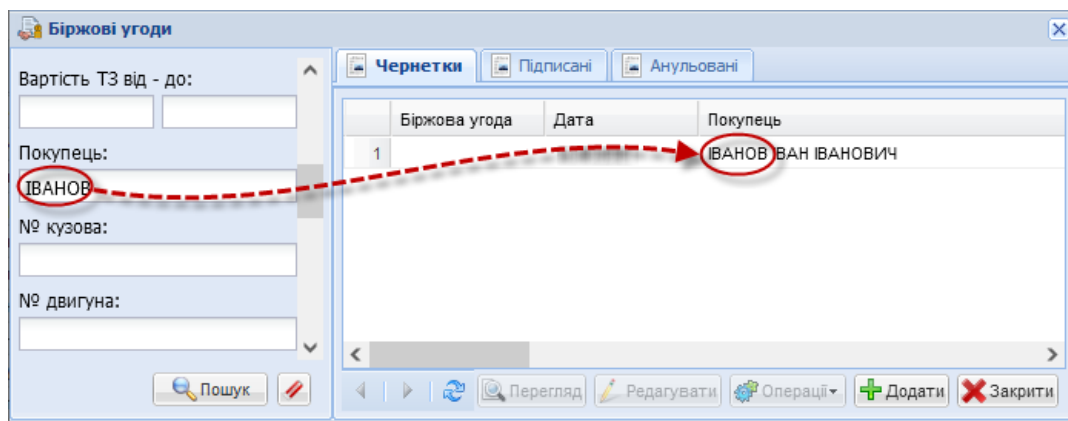 Біржові угоди
Вартість ТЗ від - до:
Покупець:
ІВАНОВ
№ кузова:
№ двигуна:
Пошук
Чернетки Підписані Анульовані
Біржова угода Дата Покупець
1 ІВАНОВ ІВАН ІВАНОВИЧ
Перегляд Редагувати Операції Додати Закрити